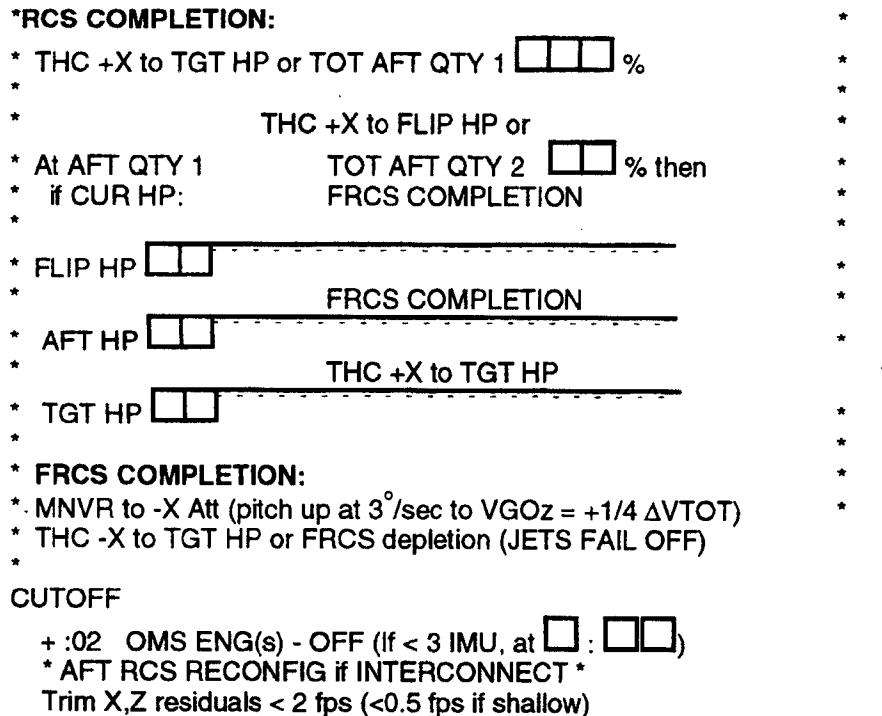 *RCS COMPLETION: *
* THC +X to TGT HP or TOT AFT QTY 1 % *
* *
* THC +X to FLIP HP or *
* At AFT QTY 1 TOT AFT QTY 2 % then *
* if CUR HP: FRCS COMPLETION *
* *
* FLIP HP *
* FRCS COMPLETION *
* AFT HP *
* THC +X to TGT HP
* TGT HP *
* *
* FRCS COMPLETION: *
* MNVR to -X Att (pitch up at 3°/sec to VGOz = +1/4 ΔVTOT) *
* THC -X to TGT HP or FRCS depletion (JETS FAIL OFF)
*
CUTOFF
+ :02 OMS ENG(s) - OFF (If < 3 IMU, at : )
* AFT RCS RECONFIG if INTERCONNECT *
Trim X,Z residuals < 2 fps (<0.5 fps if shallow)